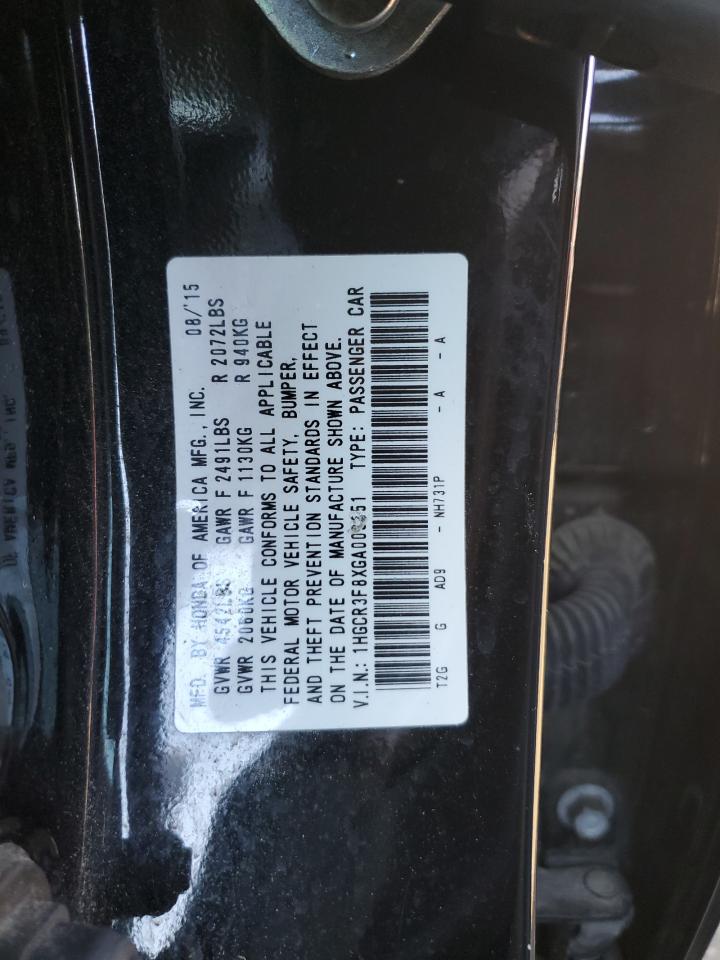 MFD. BY HONDA OF AMERICA MFG., INC. 08/'15
GVWR 4542LBS GAWR F 2491LBS R 2072LBS
GVWR 2060KG GAWR F 1130KG R 940KG
THIS VEHICLE CONFORMS TO ALL APPLICABLE
FEDERAL MOTOR VEHICLE SAFETY, BUMPER,
AND THEFT PREVENTION STANDARDS IN EFFECT
ON THE DATE OF MANUFACTURE SHOWN ABOVE.
V.I.N.: TYPE: PASSENGER CAR
T2G G AD9 - NH731P - A - A